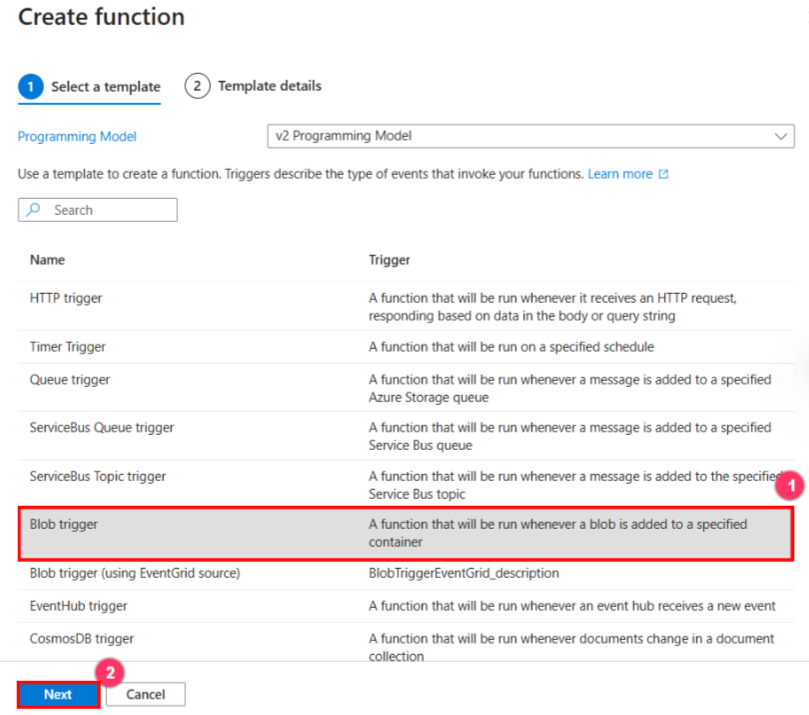 Create function
1 Select a template 2 Template details
Programming Model v2 Programming Model
Use a template to create a function. Triggers describe the type of events that invoke your functions. Learn more
Search
Name Trigger
HTTP trigger A function that will be run whenever it receives an HTTP request,
responding based on data in the body or query string
Timer Trigger A function that will be run on a specified schedule
Queue trigger A function that will be run whenever a message is added to a specified
Azure Storage queue
ServiceBus Queue trigger A function that will be run whenever a message is added to a specified
Service Bus queue
ServiceBus Topic trigger A function that will be run whenever a message is added to the specified
1
Service Bus topic
Blob trigger A function that will be run whenever a blob is added to a specified
container
Blob trigger (using EventGrid source) BlobTriggerEventGrid_description
EventHub trigger A function that will be run whenever an event hub receives a new event
CosmosDB trigger A function that will be run whenever documents change in a document
collection
2
Next Cancel